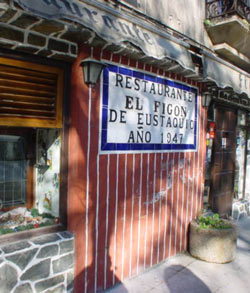 RESTAURANTE
EL FIGON
DE EUSTAQUIO
AÑO 1947